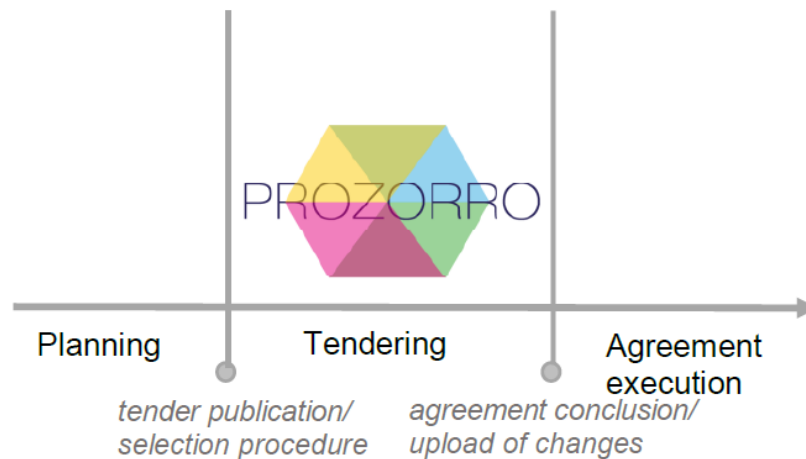 PROZORRO
Planning
Tendering
Agreement
execution
tender publication/
selection procedure
agreement conclusion/
upload of changes